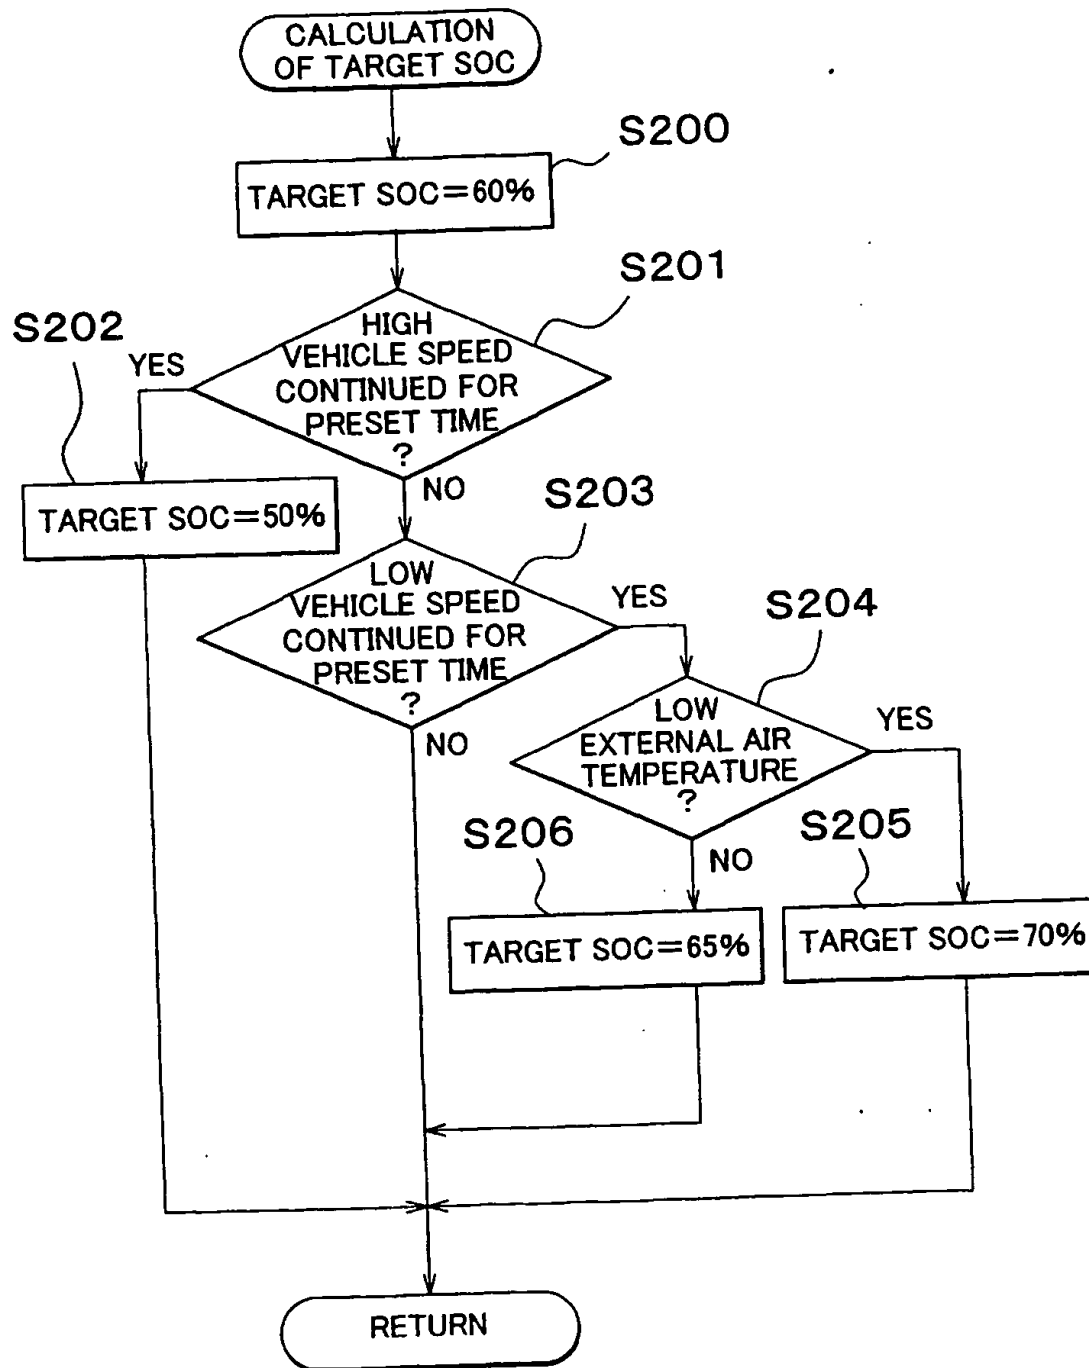 CALCULATION
OF TARGET SOC
S200
TARGET SOC=60%
S201
HIGH
VEHICLE SPEED
CONTINUED FOR
PRESET TIME
?
YES
S202
NO
TARGET SOC=50%
S203
LOW
VEHICLE SPEED
CONTINUED FOR
PRESET TIME
?
YES
NO
S204
LOW
EXTERNAL AIR
TEMPERATURE
?
YES
NO
S206
TARGET SOC=65%
S205
TARGET SOC=70%
RETURN